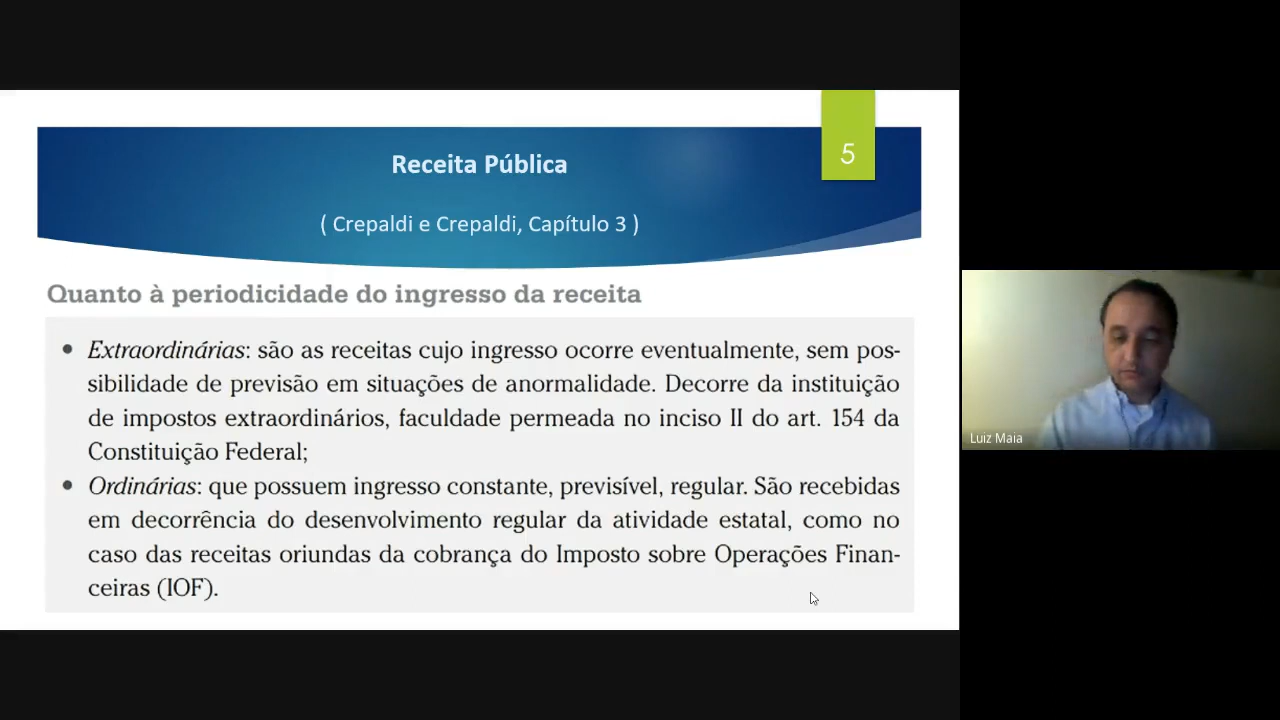 Receita Pública
5
( Crepaldi e Crepaldi, Capítulo 3 )
Quanto à periodicidade do ingresso da receita
• Extraordinárias: são as receitas cujo ingresso ocorre eventualmente, sem pos-
sibilidade de previsão em situações de anormalidade. Decorre da instituição
de impostos extraordinários, faculdade permeada no inciso II do art. 154 da
Constituição Federal;
• Ordinárias: que possuem ingresso constante, previsível, regular. São recebidas
em decorrência do desenvolvimento regular da atividade estatal, como no
caso das receitas oriundas da cobrança do Imposto sobre Operações Finan-
ceiras (IOF).
Luiz Maia